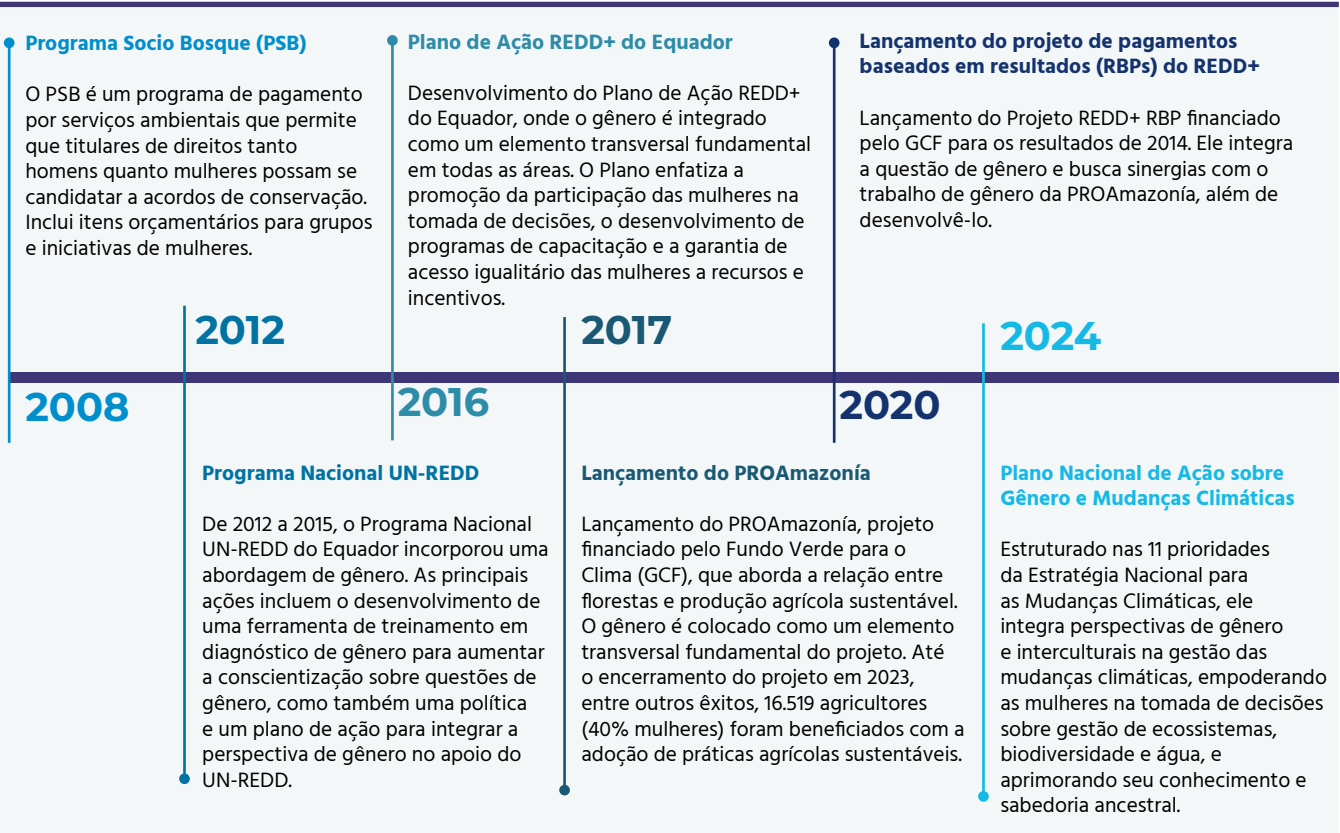 Programa Socio Bosque (PSB)
O PSB é um programa de pagamento
por serviços ambientais que permite
que titulares de direitos tanto
homens quanto mulheres possam se
candidatar a acordos de conservação.
Inclui itens orçamentários para grupos
e iniciativas de mulheres.
2008
2012
Programa Nacional UN-REDD
De 2012 a 2015, o Programa Nacional
UN-REDD do Equador incorporou uma
abordagem de gênero. As principais
ações incluem o desenvolvimento de
uma ferramenta de treinamento em
diagnóstico de gênero para aumentar
a conscientização sobre questões de
gênero, como também uma política
e um plano de ação para integrar a
perspectiva de gênero no apoio do
UN-REDD.
Plano de Ação REDD+ do Equador
Desenvolvimento do Plano de Ação REDD+
do Equador, onde o gênero é integrado
como um elemento transversal fundamental
em todas as áreas. O Plano enfatiza a
promoção da participação das mulheres na
tomada de decisões, o desenvolvimento de
programas de capacitação e a garantia de
acesso igualitário das mulheres a recursos e
incentivos.
2016
2017
Lançamento do PROAmazonía
Lançamento do PROAmazonía, projeto
financiado pelo Fundo Verde para o
Clima (GCF), que aborda a relação entre
florestas e produção agrícola sustentável.
O gênero é colocado como um elemento
transversal fundamental do projeto. Até
o encerramento do projeto em 2023,
entre outros êxitos, 16.519 agricultores
(40% mulheres) foram beneficiados com a
adoção de práticas agrícolas sustentáveis.
Lançamento do projeto de pagamentos
baseados em resultados (RBPs) do REDD+
Lançamento do Projeto REDD+ RBP financiado
pelo GCF para os resultados de 2014. Ele integra
a questão de gênero e busca sinergias com o
trabalho de gênero da PROAmazonía, além de
desenvolvê-lo.
2020
2024
Plano Nacional de Ação sobre
Gênero e Mudanças Climáticas
Estruturado nas 11 prioridades
da Estratégia Nacional para
as Mudanças Climáticas, ele
integra perspectivas de gênero
e interculturais na gestão das
mudanças climáticas, empoderando
as mulheres na tomada de decisões
sobre gestão de ecossistemas,
biodiversidade e água, e
aprimorando seu conhecimento e
sabedoria ancestral.